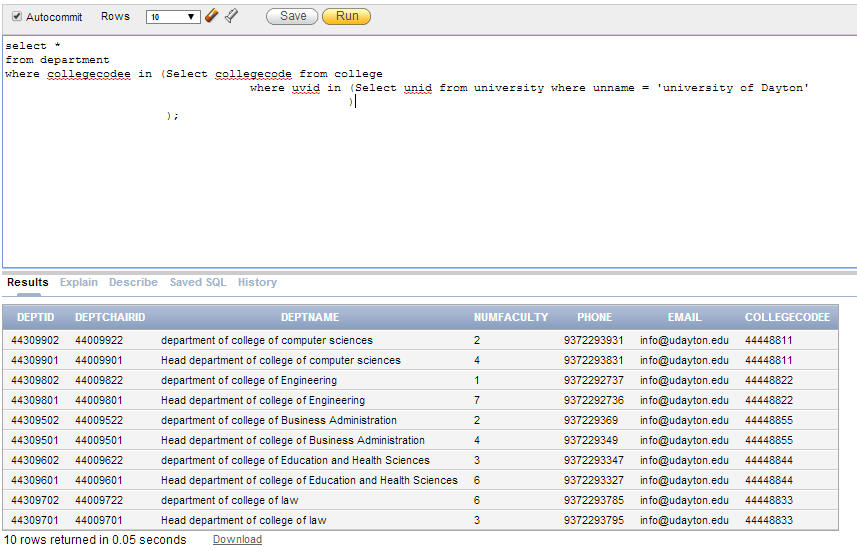 Autocommit Rows 10 Save Run
select *
from department
where collegecodee in (Select collegecode from college
where uvid in (Select unid from university where unname = 'university of Dayton'
)
);
Results Explain Describe Saved SQL History
DEPTID DEPTCHAIRID DEPTNAME NUMFACULTY PHONE EMAIL COLLEGECODEE
44309902 44009922 department of college of computer sciences 2 9372293931 info@udayton.edu 44448811
44309901 44009901 Head department of college of computer sciences 4 9372293831 info@udayton.edu 44448811
44309802 44009822 department of college of Engineering 1 9372292737 info@udayton.edu 44448822
44309801 44009801 Head department of college of Engineering 7 9372292736 info@udayton.edu 44448822
44309502 44009522 department of college of Business Administration 2 937229369 info@udayton.edu 44448855
44309501 44009501 Head department of college of Business Administration 4 937229349 info@udayton.edu 44448855
44309602 44009622 department of college of Education and Health Sciences 3 9372293347 info@udayton.edu 44448844
44309601 44009601 Head department of college of Education and Health Sciences 6 9372293327 info@udayton.edu 44448844
44309702 44009722 department of college of law 6 9372293785 info@udayton.edu 44448833
44309701 44009701 Head department of college of law 3 9372293795 info@udayton.edu 44448833
10 rows returned in 0.05 seconds Download